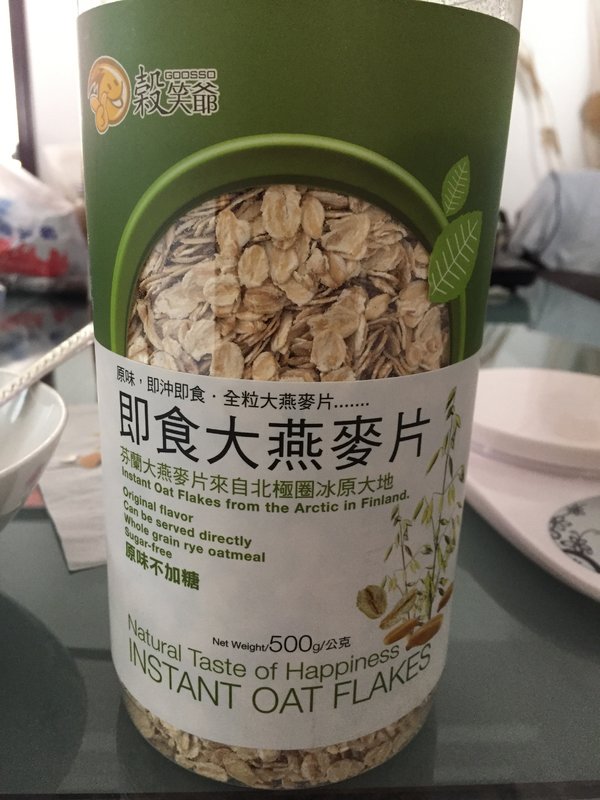 GOOSSO
穀笑爺
原味，即沖即食．全粒大燕麥片.......
即食大燕麥片
芬蘭大燕麥片來自北極圈冰原大地
Instant Oat Flakes from the Arctic in Finland.
Original flavor
Can be served directly
Whole grain rye oatmeal
Sugar-free
原味不加糖
Net Weight/500g/公克
Natural Taste of Happiness
INSTANT OAT FLAKES